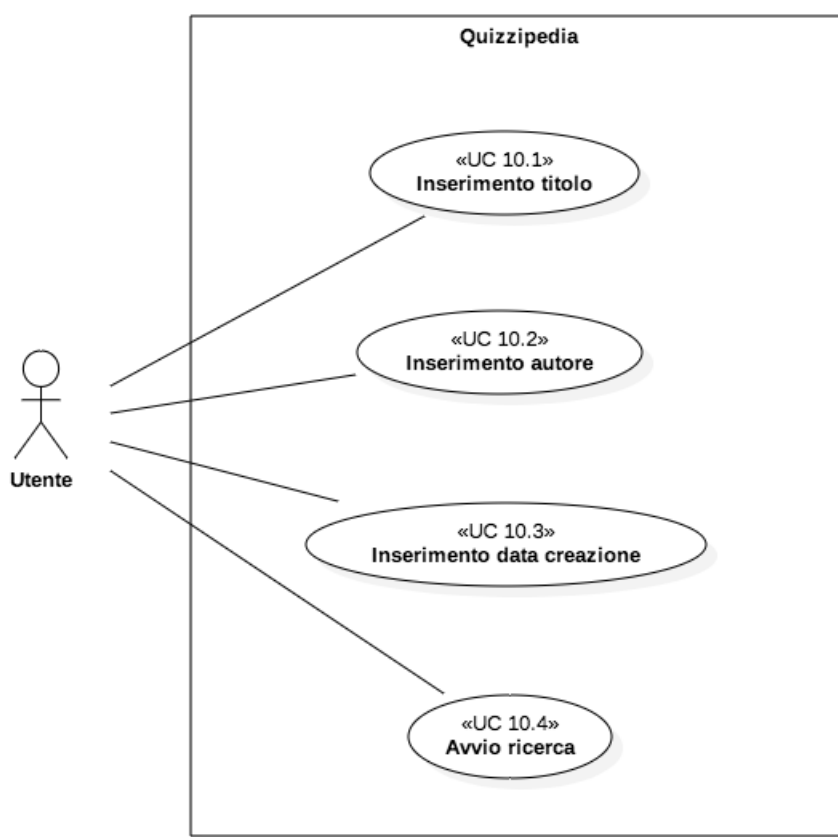 Quizzipedia
«UC 10.1»
Inserimento titolo
«UC 10.2»
Inserimento autore
Utente
«UC 10.3»
Inserimento data creazione
«UC 10.4»
Avvio ricerca